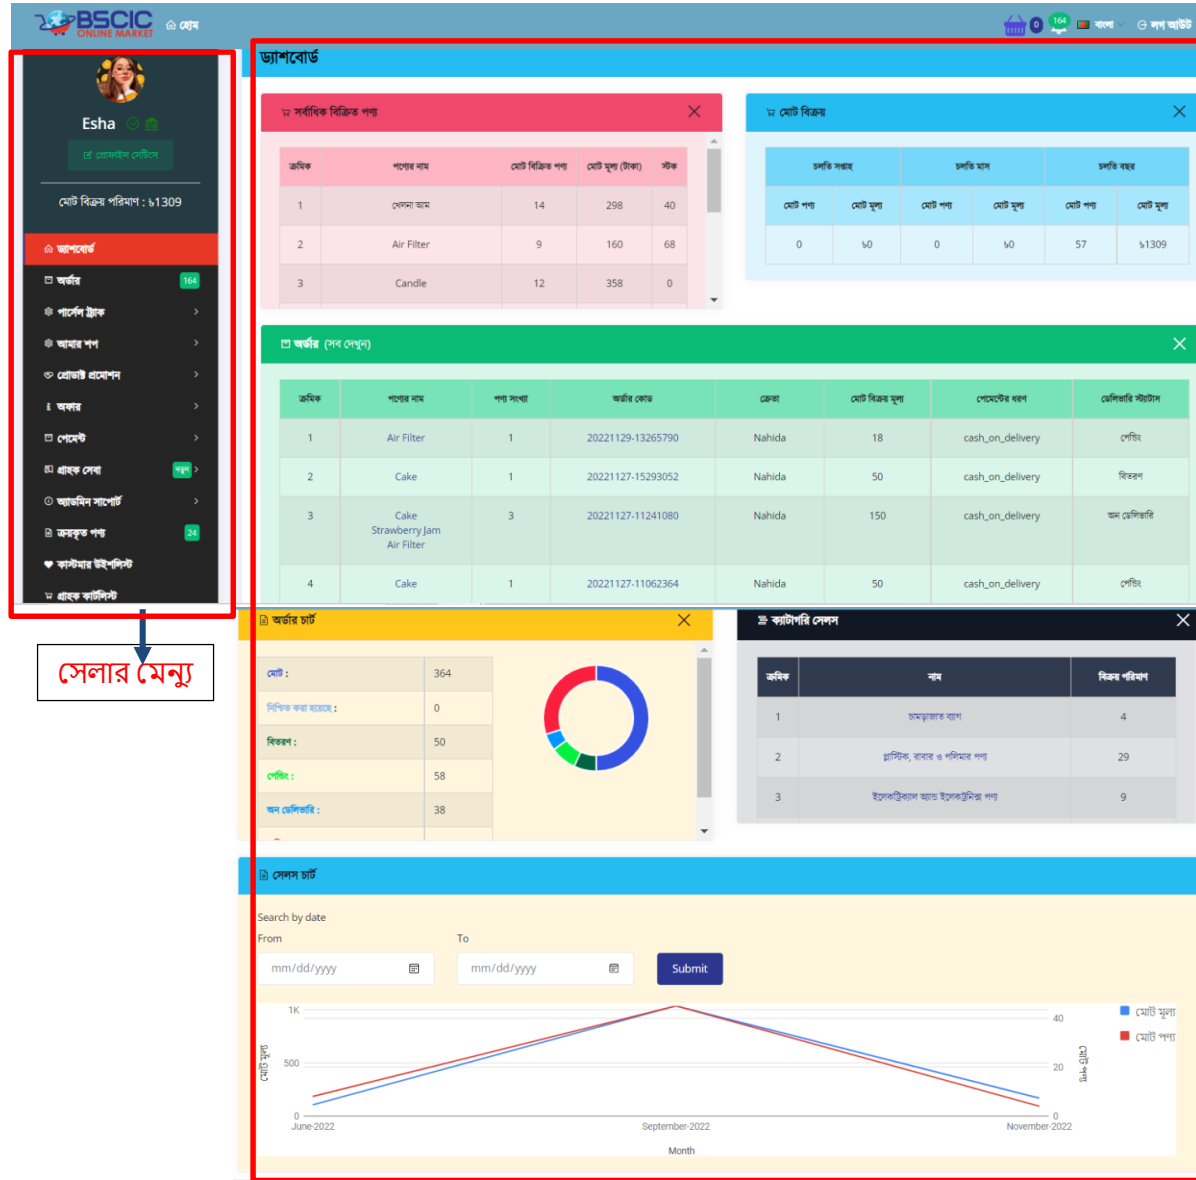 BSCIC
ONLINE MARKET
হোম
0
164
বাংলা
লগ আউট
Esha
প্রোফাইল সেটিংস
মোট বিক্রয় পরিমাণ : ৳1309
ড্যাশবোর্ড
অর্ডার 164
পার্সেল ট্র্যাক
আমার শপ
প্রোডাক্ট প্রমোশন
অফার
পেমেন্ট
গ্রাহক সেবা নতুন
অ্যাডমিন সাপোর্ট
ক্রয়কৃত পণ্য 24
কাস্টমার উইশলিস্ট
গ্রাহক কার্টলিস্ট
সেলার মেন্যু
ড্যাশবোর্ড
সর্বাধিক বিক্রিত পণ্য
ক্রমিক পণ্যের নাম মোট বিক্রিত পণ্য মোট মূল্য (টাকা) স্টক
1 খেলনা আম 14 298 40
2 Air Filter 9 160 68
3 Candle 12 358 0
মোট বিক্রয়
চলতি সপ্তাহ চলতি মাস চলতি বছর
মোট পণ্য মোট মূল্য মোট পণ্য মোট মূল্য মোট পণ্য মোট মূল্য
0 ৳0 0 ৳0 57 ৳1309
অর্ডার (সব দেখুন)
ক্রমিক পণ্যের নাম পণ্য সংখ্যা অর্ডার কোড ক্রেতা মোট বিক্রয় মূল্য পেমেন্টের ধরণ ডেলিভারি স্ট্যাটাস
1 Air Filter 1 20221129-13265790 Nahida 18 cash_on_delivery পেন্ডিং
2 Cake 1 20221127-15293052 Nahida 50 cash_on_delivery বিতরণ
3 Cake 3 20221127-11241080 Nahida 150 cash_on_delivery অন ডেলিভারি
Strawberry Jam
Air Filter
4 Cake 1 20221127-11062364 Nahida 50 cash_on_delivery পেন্ডিং
অর্ডার চার্ট
মোট : 364
নিশ্চিত করা হয়েছে : 0
বিতরণ : 50
পেন্ডিং : 58
অন ডেলিভারি : 38
ক্যাটাগরি সেলস
ক্রমিক নাম বিক্রয় পরিমাণ
1 চামড়াজাত ব্যাগ 4
2 প্লাস্টিক, রাবার ও পলিমার পণ্য 29
3 ইলেকট্রিক্যাল অ্যান্ড ইলেকট্রনিক্স পণ্য 9
সেলস চার্ট
Search by date
From To
mm/dd/yyyy mm/dd/yyyy Submit
1K
500
0
মোট মূল্য
40
20
0
মোট পণ্য
মোট মূল্য
মোট পণ্য
June-2022 September-2022 November-2022
Month